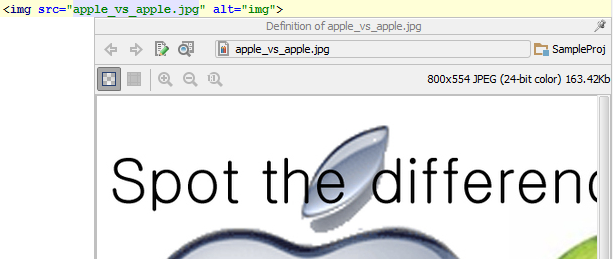 <img src="apple_vs_apple.jpg" alt="img">
Definition of apple_vs_apple.jpg
apple_vs_apple.jpg
SampleProj
800x554 JPEG (24-bit color) 163.42Kb
Spot the differenc